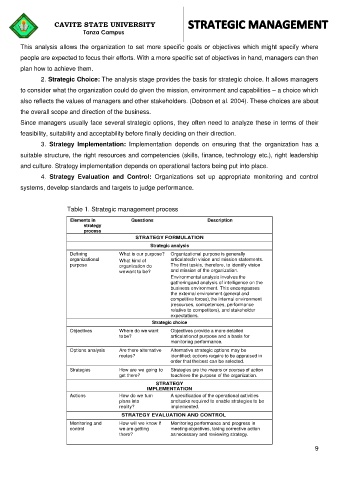 CAVITE STATE UNIVERSITY
Tanza Campus
STRATEGIC MANAGEMENT
This analysis allows the organization to set more specific goals or objectives which might specify where
people are expected to focus their efforts. With a more specific set of objectives in hand, managers can then
plan how to achieve them.
2. Strategic Choice: The analysis stage provides the basis for strategic choice. It allows managers
to consider what the organization could do given the mission, environment and capabilities – a choice which
also reflects the values of managers and other stakeholders. (Dobson et al. 2004). These choices are about
the overall scope and direction of the business.
Since managers usually face several strategic options, they often need to analyze these in terms of their
feasibility, suitability and acceptability before finally deciding on their direction.
3. Strategy Implementation: Implementation depends on ensuring that the organization has a
suitable structure, the right resources and competences (skills, finance, technology etc.), right leadership
and culture. Strategy implementation depends on operational factors being put into place.
4. Strategy Evaluation and Control: Organizations set up appropriate monitoring and control
systems, develop standards and targets to judge performance.
Table 1. Strategic management process
Elements in strategy process
Questions
Description
STRATEGY FORMULATION
Strategic analysis
Defining organizational purpose
What is our purpose?
What kind of
organization do
we want to be?
Organizational purpose is generally
articulated in vision and mission statements.
The first task is, therefore, to identify vision
and mission of the organization.
Environmental analysis involves the
gathering and analysis of intelligence on the
business environment. This encompasses
the external environment (general and
competitive forces), the internal environment
(resources, competences, performance
relative to competitors), and stakeholder
expectations.
Strategic choice
Objectives
Where do we want
to be?
Objectives provide a more detailed
articulation of purpose and a basis for
monitoring performance.
Options analysis
Are there alternative
routes?
Alternative strategic options may be
identified; options require to be appraised in
order that the best can be selected.
Strategies
How are we going to
get there?
Strategies are the means or courses of action
to achieve the purpose of the organization.
STRATEGY
IMPLEMENTATION
Actions
How do we turn
plans into
reality?
A specification of the operational activities
and tasks required to enable strategies to be
implemented.
STRATEGY EVALUATION AND CONTROL
Monitoring and
control
How will we know if
we are getting
there?
Monitoring performance and progress in
meeting objectives, taking corrective action
as necessary and reviewing strategy.
9